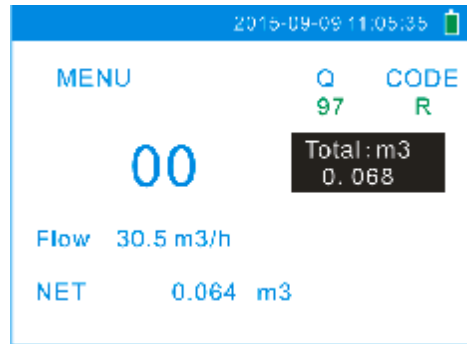 2015-09-09 11:05:35
MENU
Q
CODE
97
R
00
Total:m3
0.068
Flow 30.5 m3/h
NET 0.064 m3